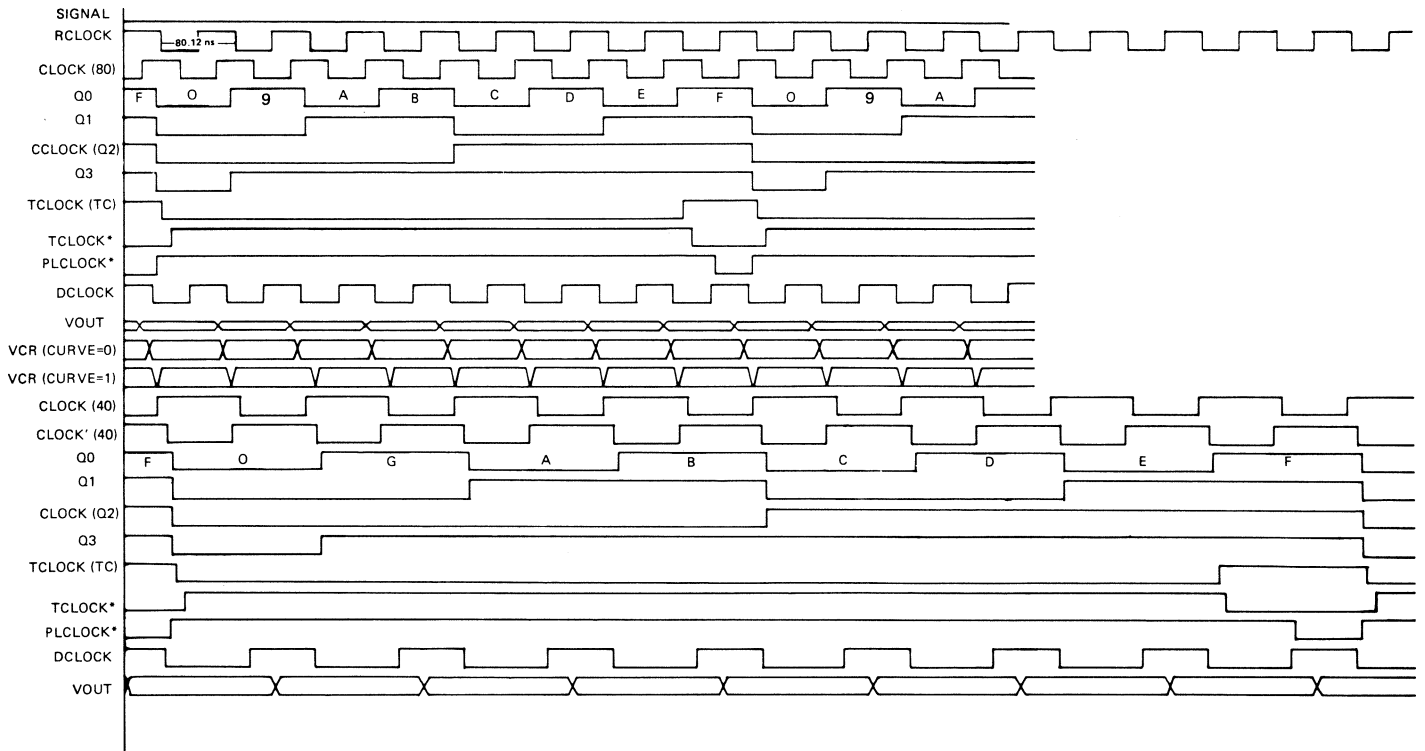 SIGNAL
RCLOCK
80.12 ns
CLOCK (80)
Q0 F O 9 A B C D E F O 9 A
Q1
CCLOCK (Q2)
Q3
TCLOCK (TC)
TCLOCK*
PLCLOCK*
DCLOCK
VOUT
VCR (CURVE=0)
VCR (CURVE=1)
CLOCK (40)
CLOCK' (40)
Q0 F O G A B C D E F
Q1
CLOCK (Q2)
Q3
TCLOCK (TC)
TCLOCK*
PLCLOCK*
DCLOCK
VOUT